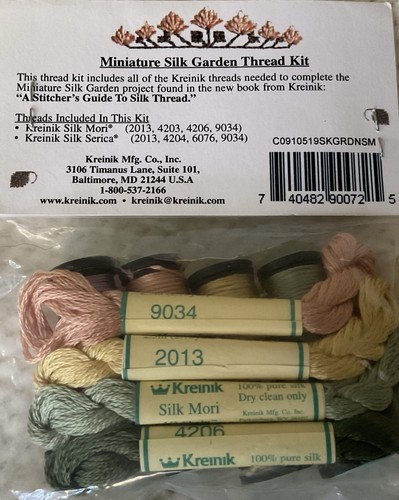 Miniature Silk Garden Thread Kit
This thread kit includes all of the Kreinik threads needed to complete the
Miniature Silk Garden project found in the new book from Kreinik:
"A Stitcher's Guide To Silk Thread."
Threads Included In This Kit
• Kreinik Silk Mori® (2013, 4203, 4206, 9034)
• Kreinik Silk Serica® (2013, 4204, 6076, 9034)
C0910519SKGRDNSM
Kreinik Mfg. Co., Inc.
3106 Timanus Lane, Suite 101,
Baltimore, MD 21244 U.S.A
1-800-537-2166
www.kreinik.com • kreinik@kreinik.com
7 40482 90072 5
9034
2013
Kreinik 100% pure silk
Silk Mori Dry clean only
Kreinik Mfg. Co. Inc.
4206
Kreinik 100% pure silk